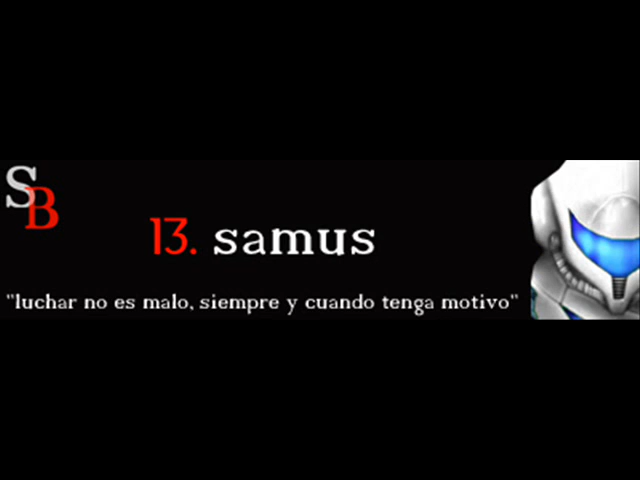 SB
13. samus
"luchar no es malo, siempre y cuando tenga motivo"